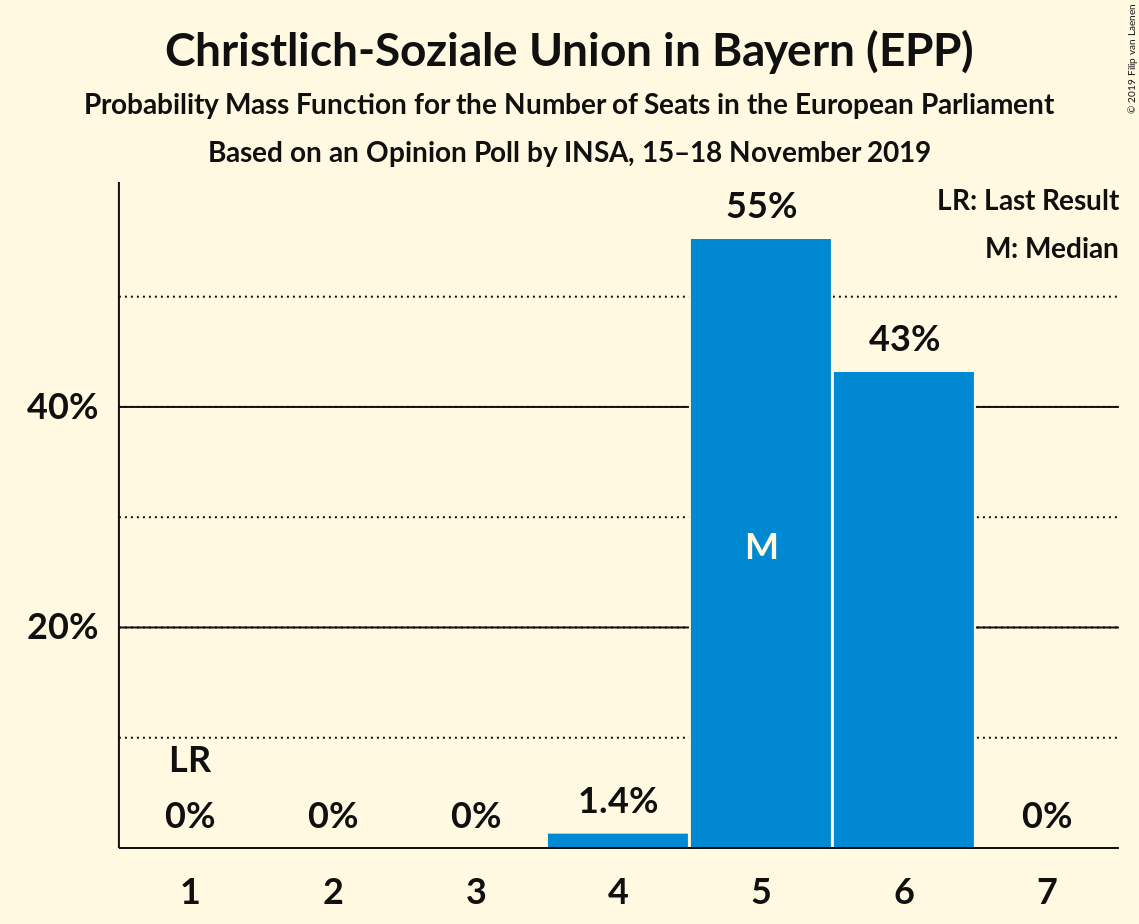 Christlich-Soziale Union in Bayern (EPP)
Probability Mass Function for the Number of Seats in the European Parliament
Based on an Opinion Poll by INSA, 15–18 November 2019
© 2019 Filip van Laenen
LR: Last Result
M: Median
55%
43%
40%
M
20%
LR
0%
0%
0%
1.4%
0%
1 2 3 4 5 6 7